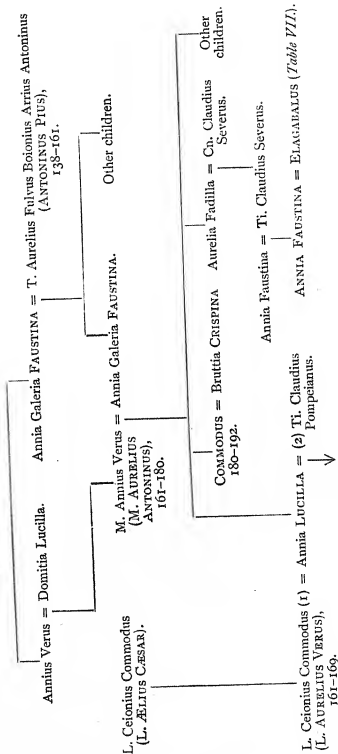 Annius Verus = Domitia Lucilla.
Annia Galeria FAUSTINA = T. Aurelius Fulvus Boionius Arrius Antoninus
(ANTONINUS PIUS),
138–161.
L. Ceionius Commodus
(L. ÆLIUS CÆSAR).
M. Annius Verus = Annia Galeria FAUSTINA.
(M. AURELIUS
ANTONINUS),
161–180.
Other children.
COMMODUS = Bruttia CRISPINA
180–192.
Aurelia Fadilla = Cn. Claudius
Severus.
Other
children.
Annia Faustina = Ti. Claudius Severus.
L. Ceionius Commodus (1) = Annia LUCILLA = (2) Ti. Claudius
(L. AURELIUS VERUS),
Pompeianus.
161–169.
ANNIA FAUSTINA = ELAGABALUS (Table VII.).